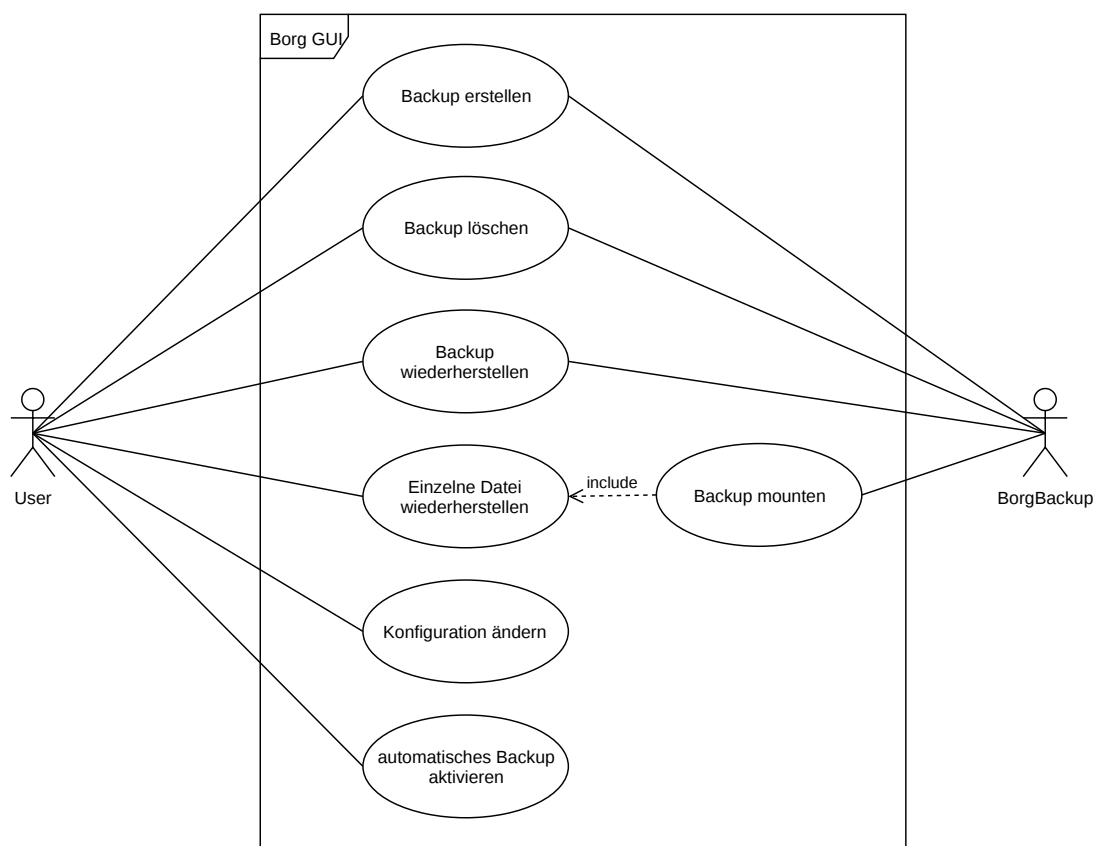 Borg GUI
Backup erstellen
Backup löschen
Backup
wiederherstellen
Einzelne Datei
wiederherstellen
include
Backup mounten
User
BorgBackup
Konfiguration ändern
automatisches Backup
aktivieren